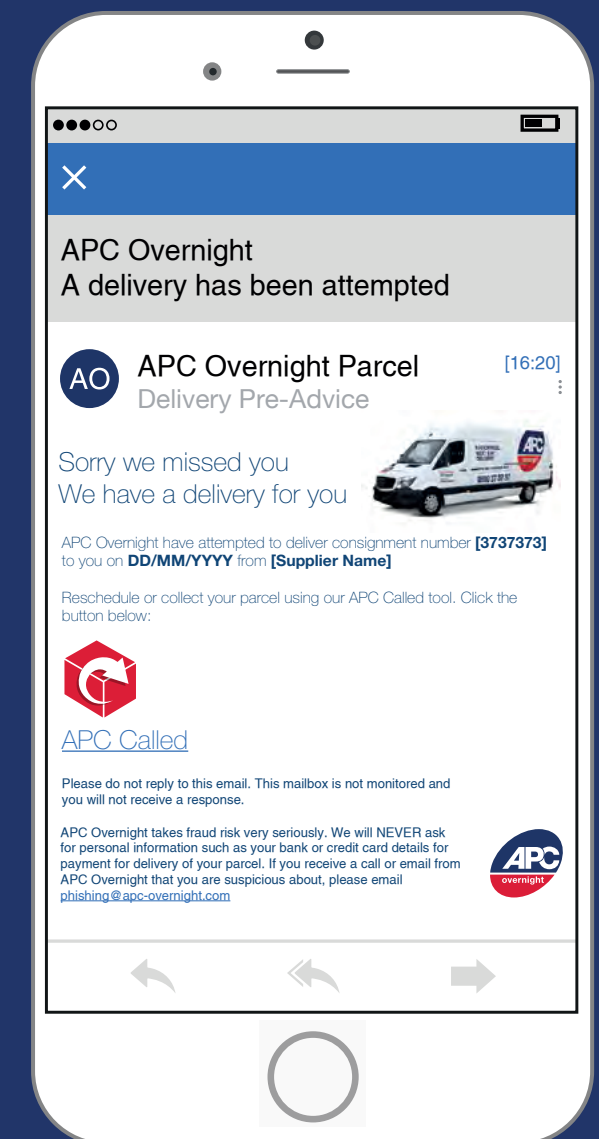 APC Overnight
A delivery has been attempted
AO
APC Overnight Parcel
[16:20]
Delivery Pre-Advice
Sorry we missed you
We have a delivery for you
APC
APC Overnight have attempted to deliver consignment number [3737373]
to you on DD/MM/YYYY from [Supplier Name]
Reschedule or collect your parcel using our APC Called tool. Click the
button below:
APC Called
Please do not reply to this email. This mailbox is not monitored and
you will not receive a response.
APC Overnight takes fraud risk very seriously. We will NEVER ask
for personal information such as your bank or credit card details for
payment for delivery of your parcel. If you receive a call or email from
APC Overnight that you are suspicious about, please email
phishing@apc-overnight.com
APC
overnight